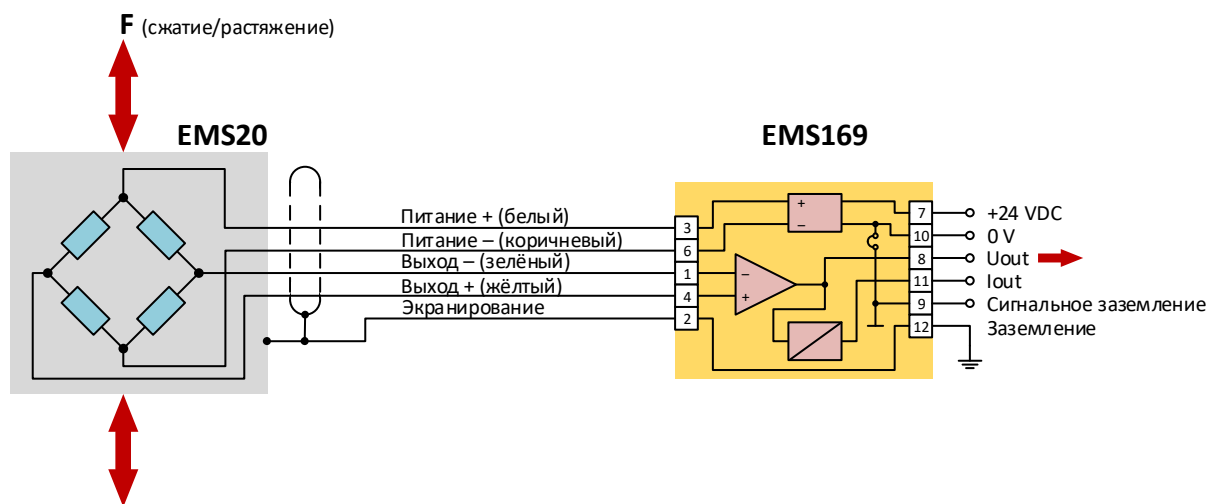 F (сжатие/растяжение)
EMS20
EMS169
Питание + (белый)
Питание – (коричневый)
Выход – (зелёный)
Выход + (жёлтый)
Экранирование
3
6
1
4
2
+
–
–
+
7
10
8
11
9
12
+24 VDC
0 V
Uout
Iout
Сигнальное заземление
Заземление